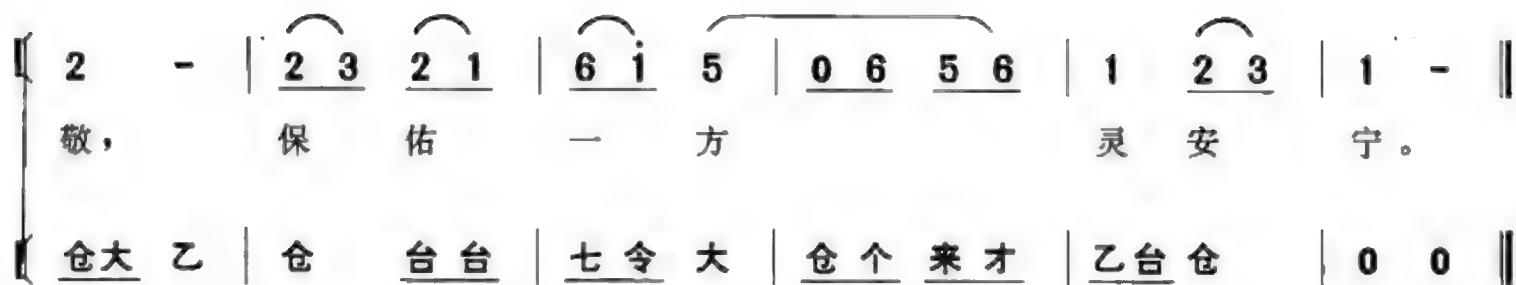 2 - | 2 3 2 1 | 6 i 5 | 0 6 5 6 | 1 2 3 | 1 - ‖
敬， 保 佑 一 方 灵 安 宁。
仓大 乙 | 仓 台台 | 七令 大 | 仓个 来才 | 乙台 仓 | 0 0 ‖